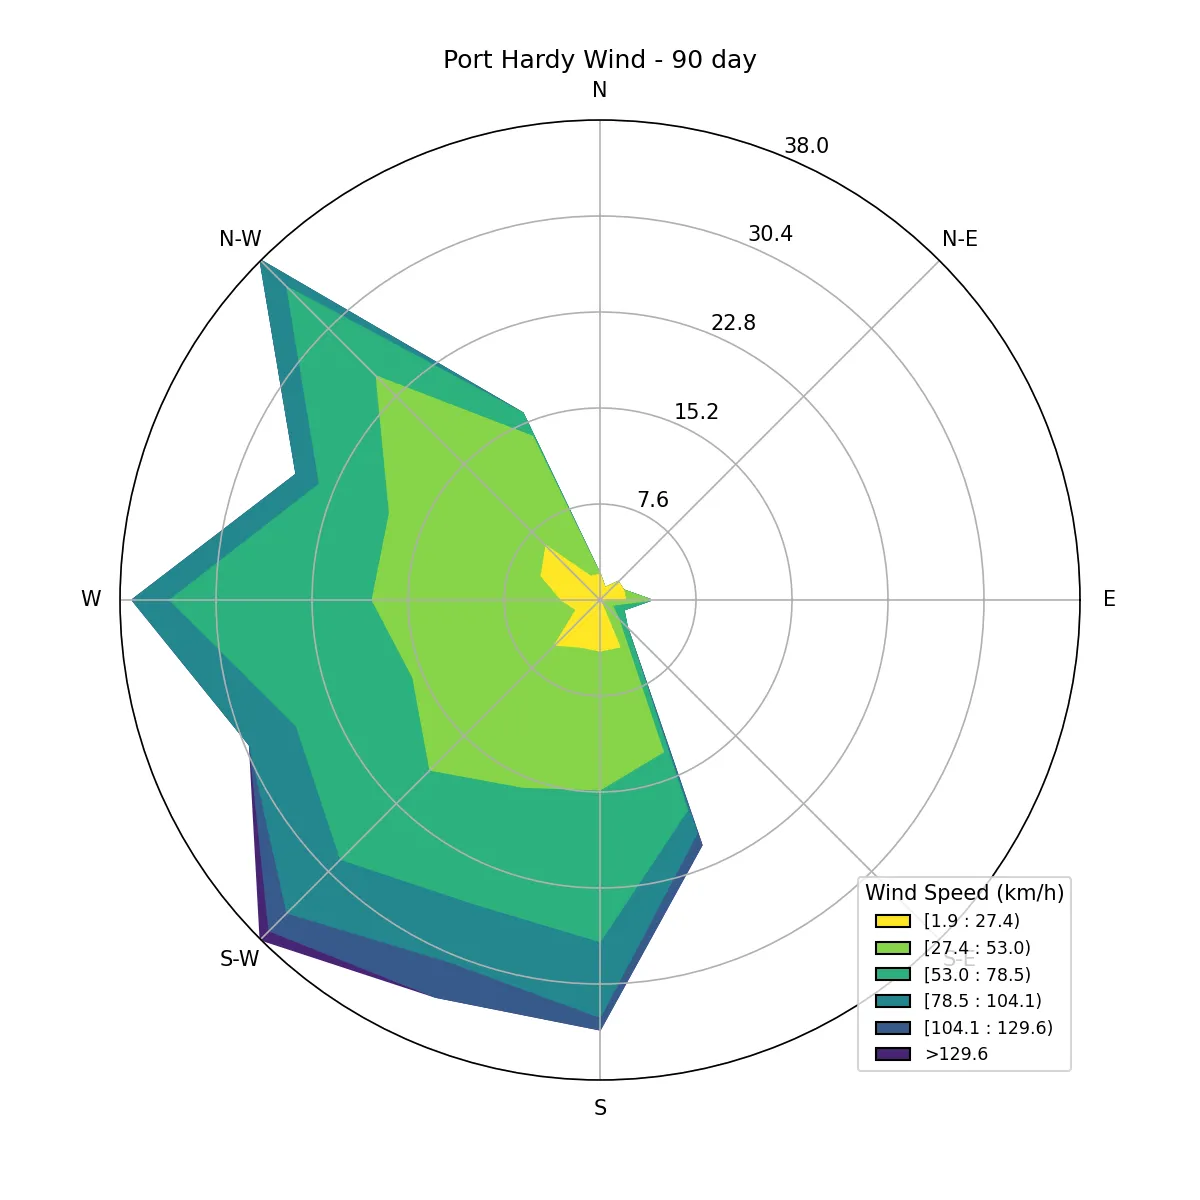 Port Hardy Wind - 90 day
N
38.0
30.4
N-W
N-E
22.8
15.2
7.6
W
E
Wind Speed (km/h)
[1.9 : 27.4)
[27.4 : 53.0)
S-W
S-E
[53.0 : 78.5)
[78.5 : 104.1)
[104.1 : 129.6)
>129.6
S